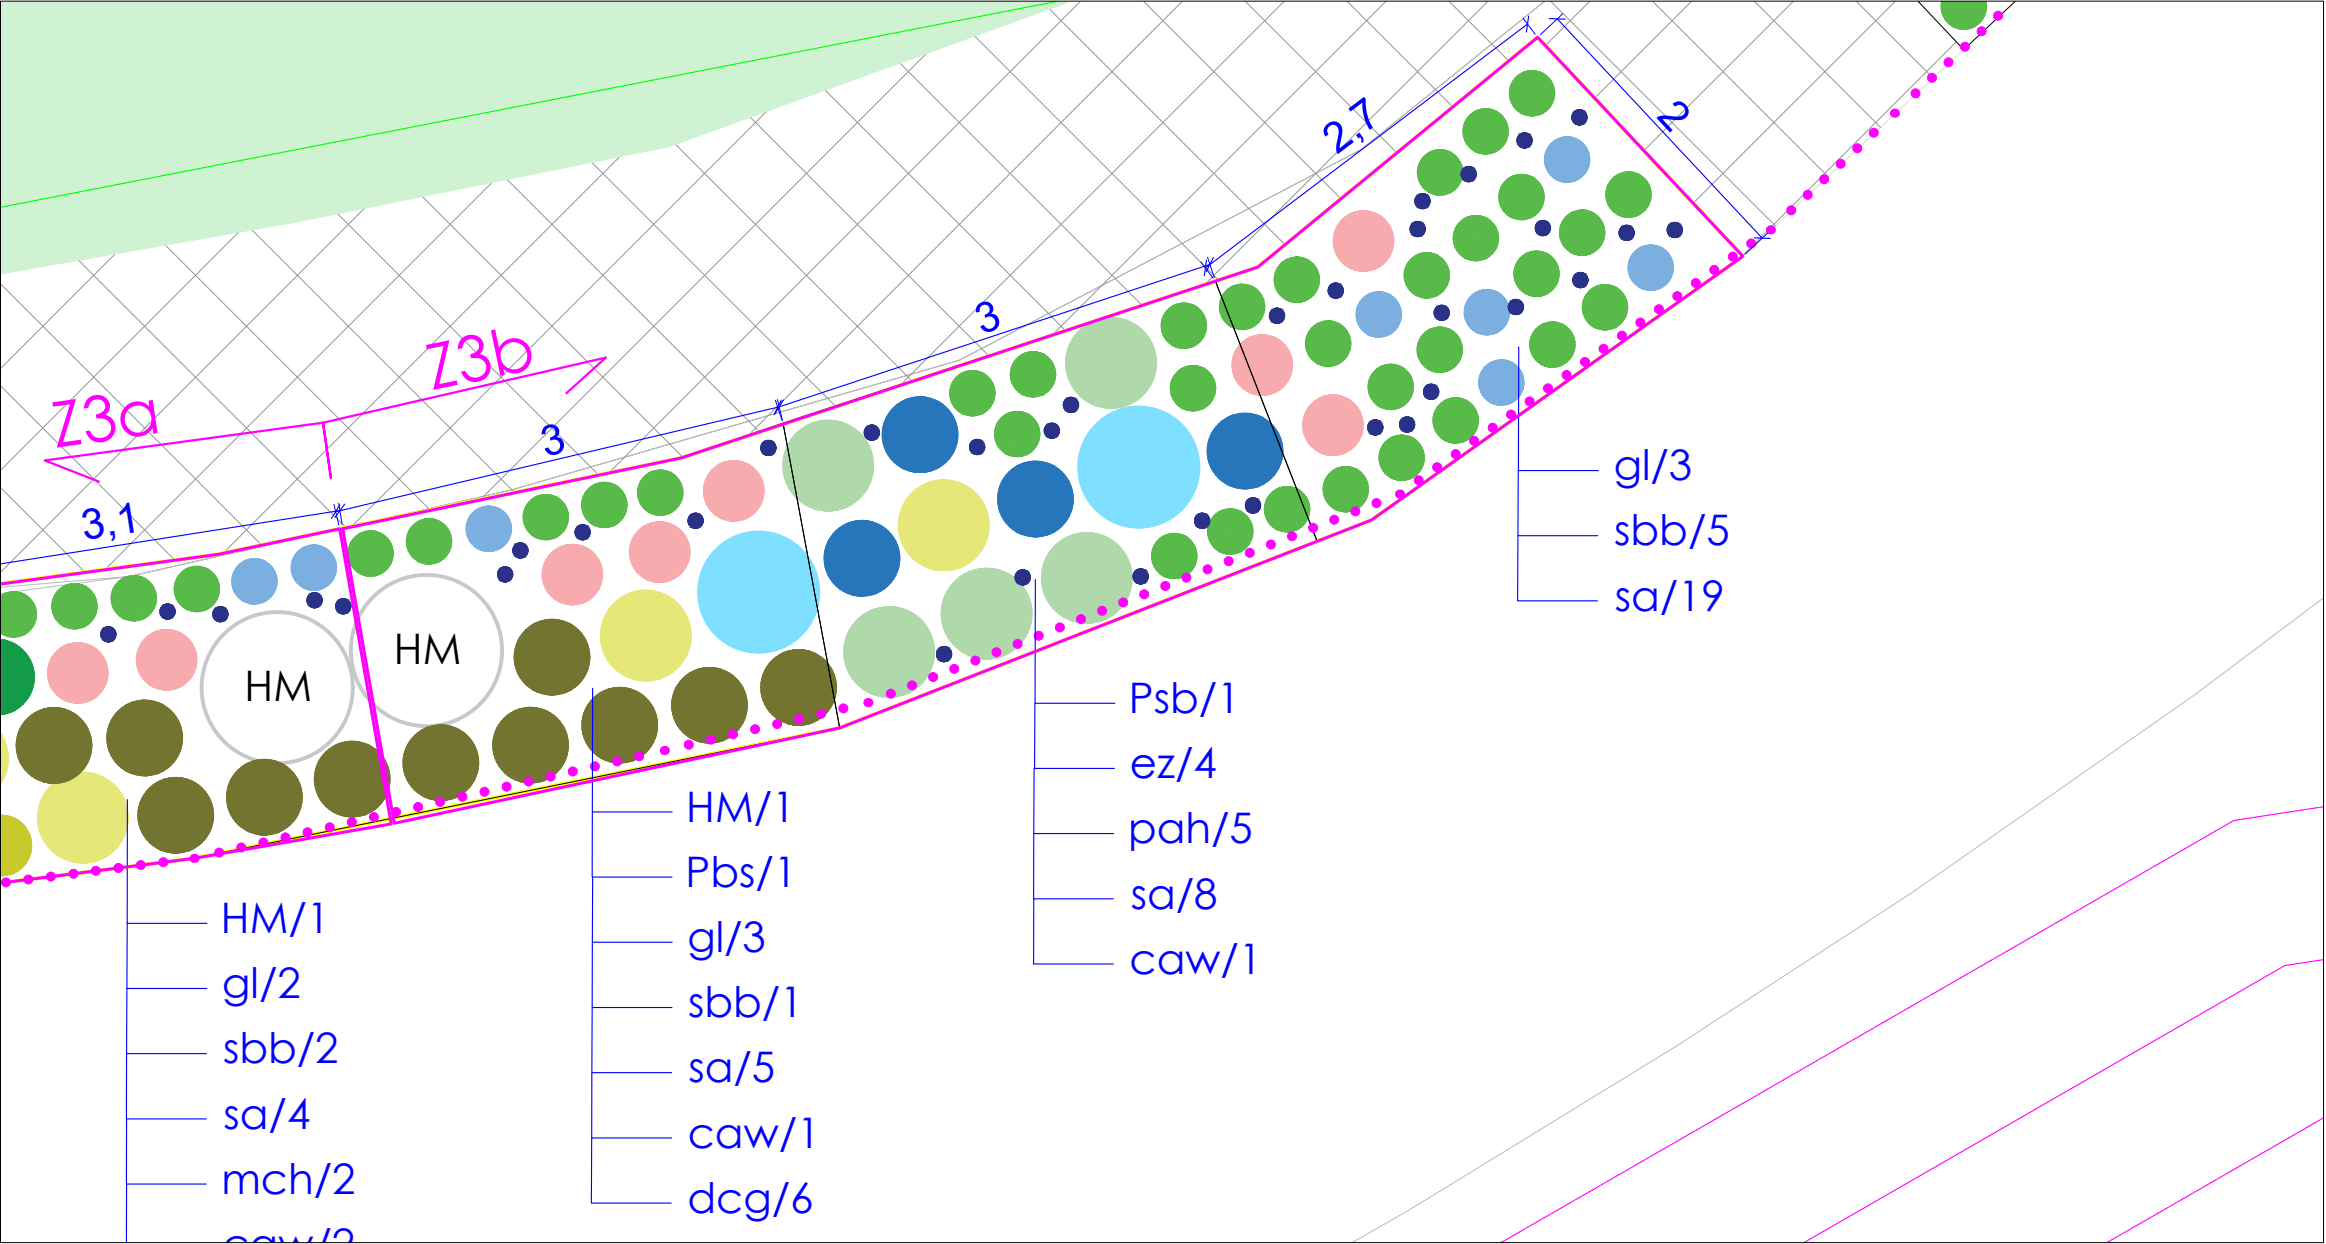 2,7
2
3
Z3b
Z3a
3
3,1
HM
HM
gl/3
sbb/5
sa/19
Psb/1
ez/4
pah/5
sa/8
caw/1
HM/1
Pbs/1
gl/3
sbb/1
sa/5
caw/1
dcg/6
HM/1
gl/2
sbb/2
sa/4
mch/2
caw/2